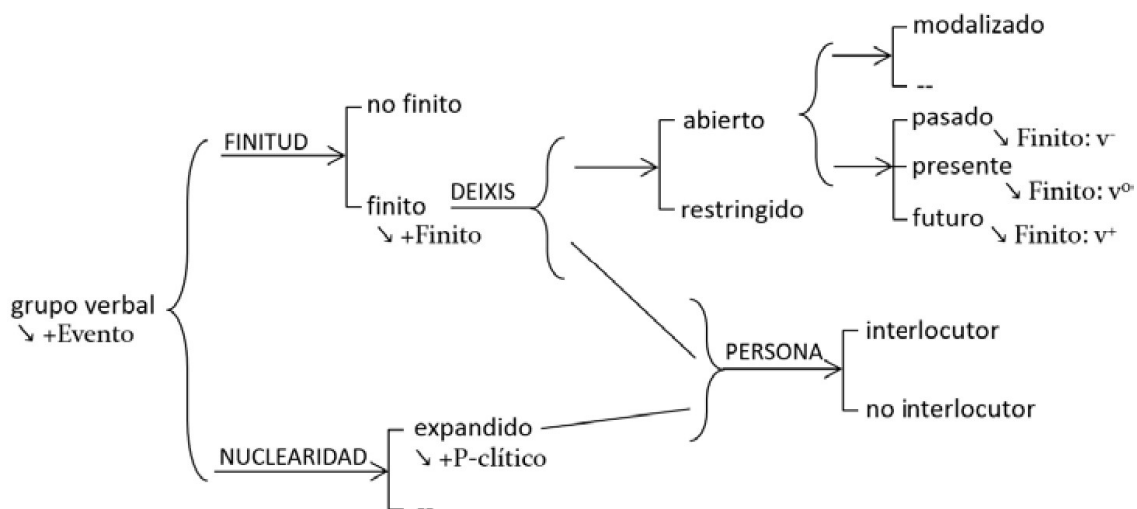 modalizado
--
pasado
↘ Finito: v⁻
presente
↘ Finito: v⁰⁻
futuro ↘ Finito: v⁺
abierto
restringido
no finito
FINITUD
finito
↘ +Finito
DEIXIS
grupo verbal
↘ +Evento
PERSONA
interlocutor
no interlocutor
NUCLEARIDAD
expandido
↘ +P-clítico
--